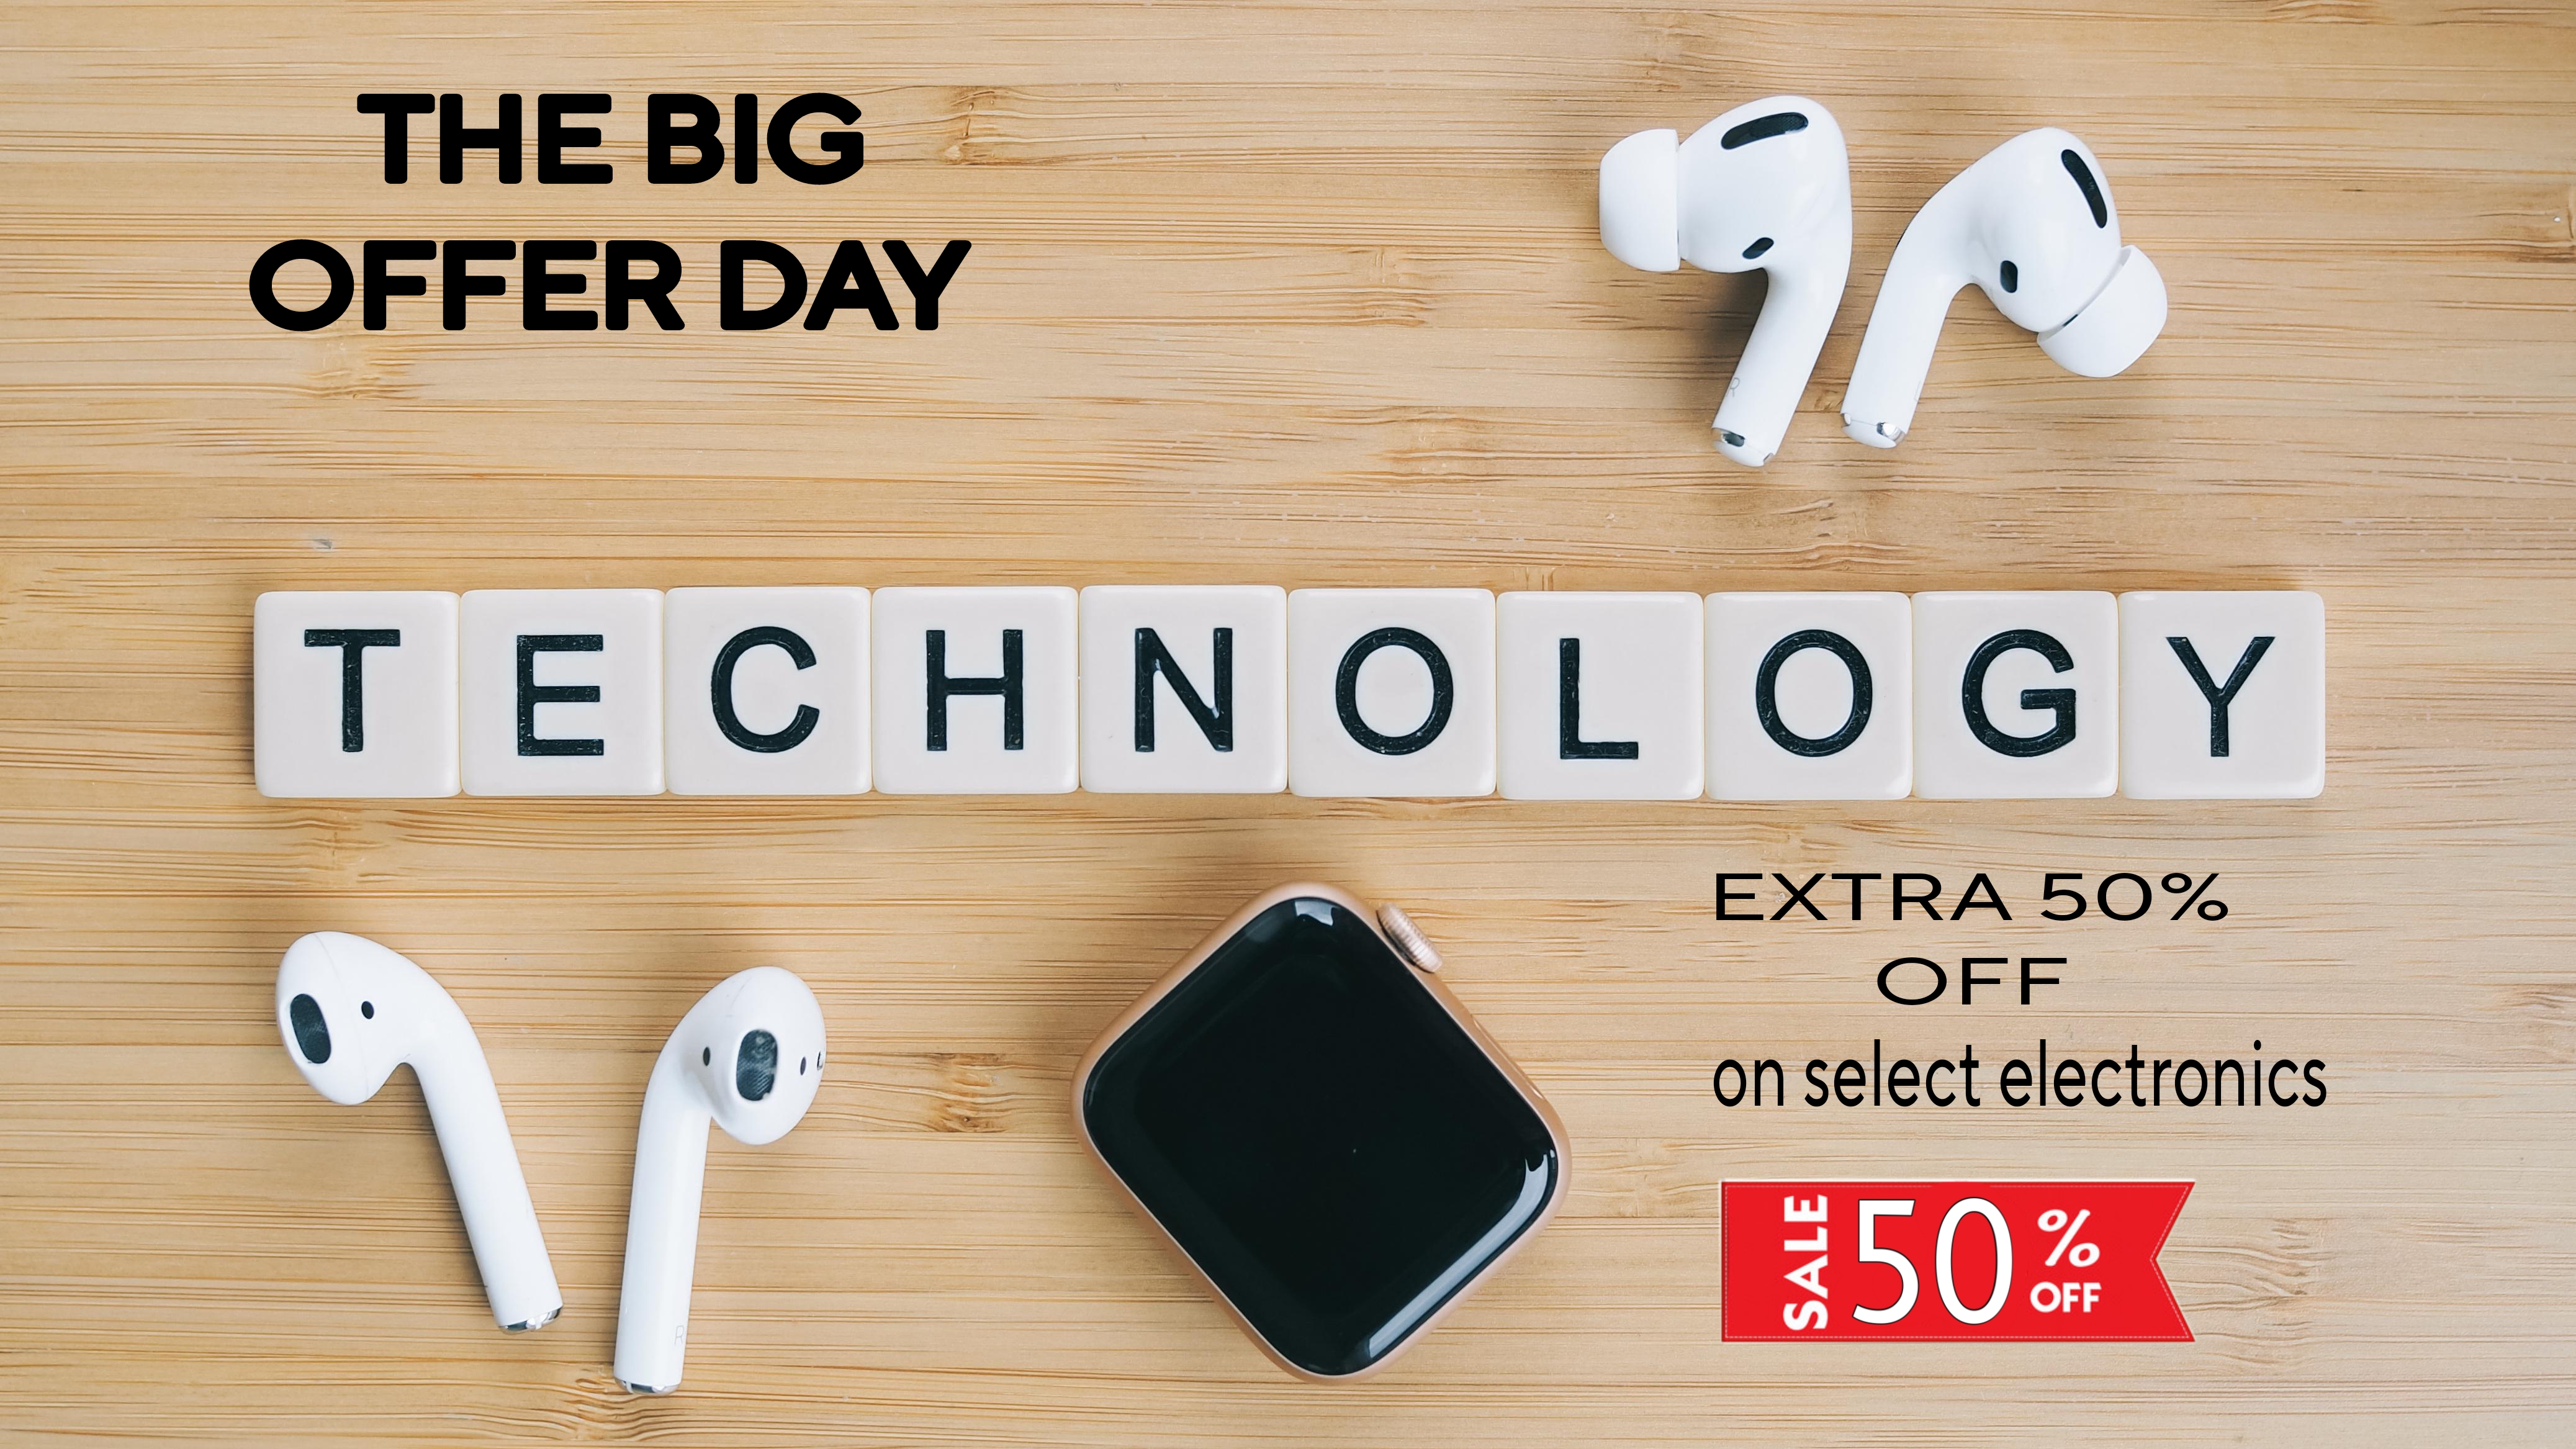 THE BIG
OFFER DAY
TECHNOLOGY
EXTRA 50%
OFF
on select electronics
SALE 50% OFF
R
R